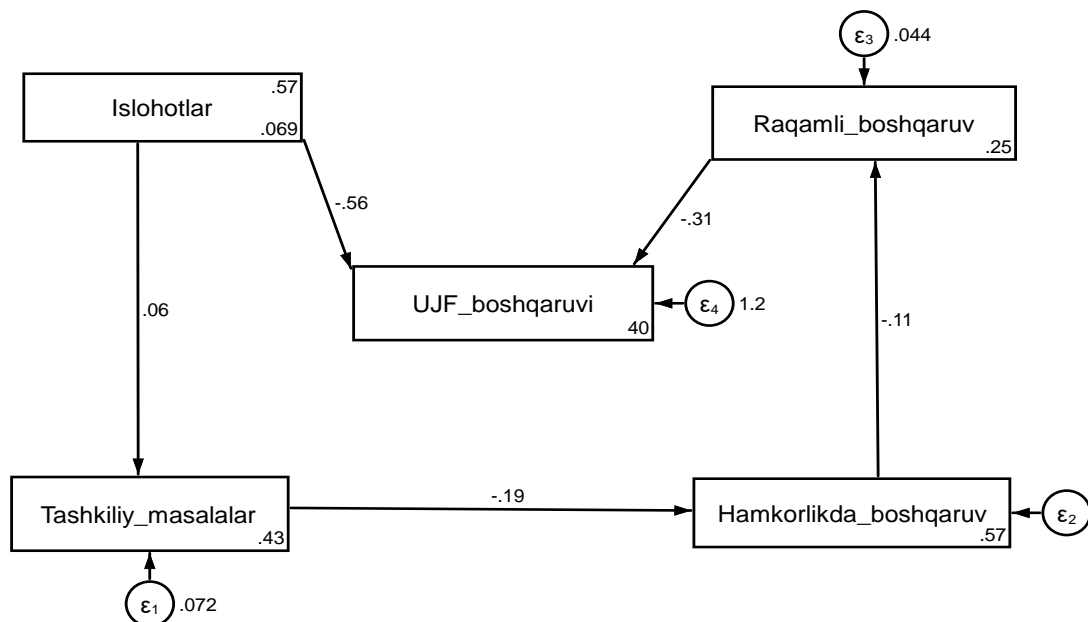 ε3 .044
.57
Islohotlar
.069
Raqamli_boshqaruv
.25
-.56
-.31
UJF_boshqaruvi
40
ε4 1.2
.06
-.11
Tashkiliy_masalalar
.43
-.19
Hamkorlikda_boshqaruv
.57
ε2
ε1 .072